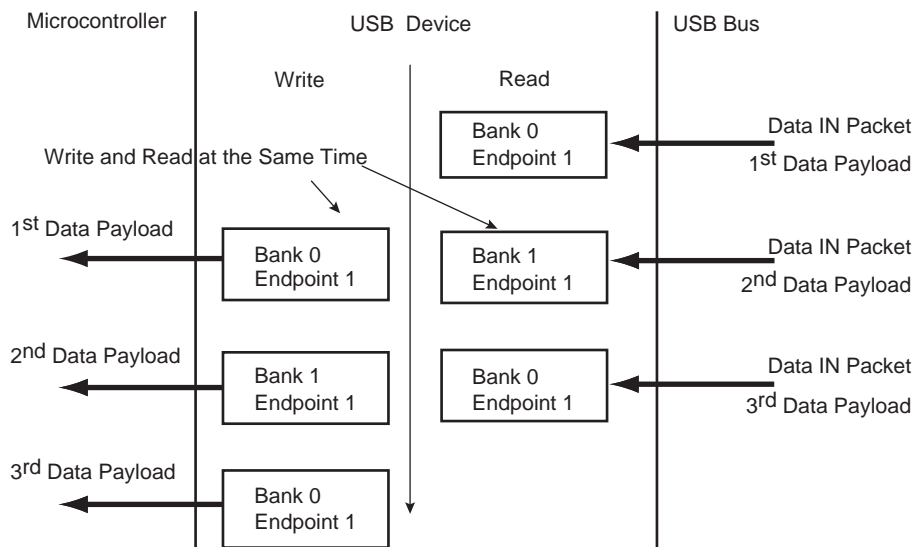 Microcontroller
USB Device
USB Bus
Write
Read
Bank 0
Endpoint 1
Data IN Packet
1st Data Payload
Write and Read at the Same Time
1st Data Payload
Bank 0
Endpoint 1
Bank 1
Endpoint 1
Data IN Packet
2nd Data Payload
2nd Data Payload
Bank 1
Endpoint 1
Bank 0
Endpoint 1
Data IN Packet
3rd Data Payload
3rd Data Payload
Bank 0
Endpoint 1